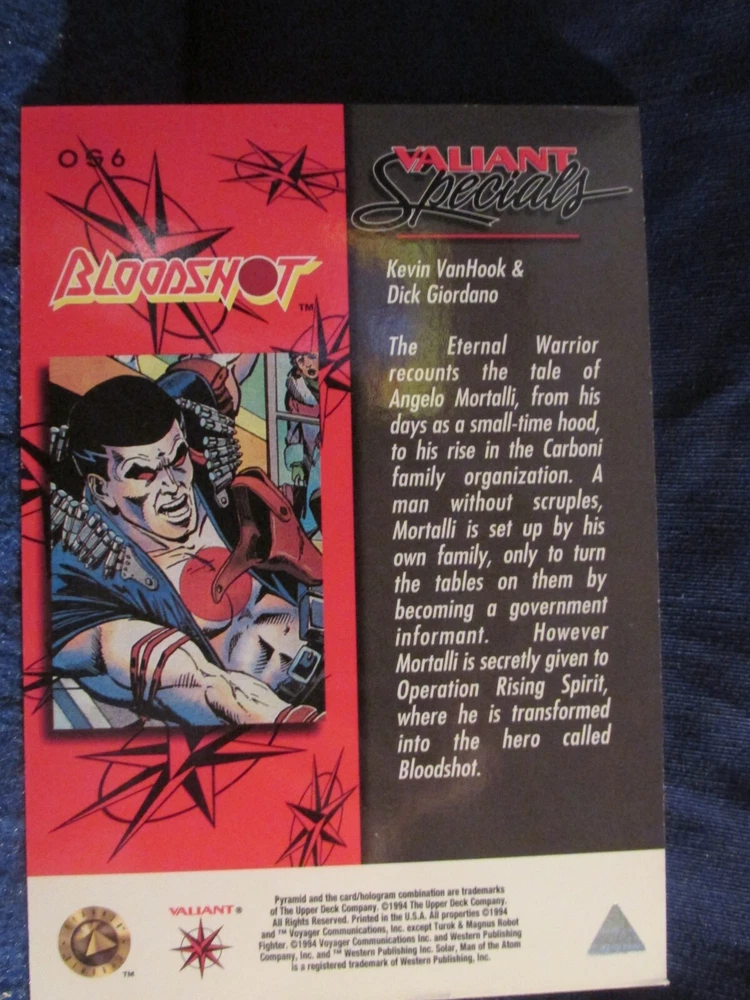 OS6
BLOODSHOT
TM
VALIANT
Specials
Kevin VanHook &
Dick Giordano
The Eternal Warrior
recounts the tale of
Angelo Mortalli, from his
days as a small-time hood,
to his rise in the Carboni
family organization. A
man without scruples,
Mortalli is set up by his
own family, only to turn
the tables on them by
becoming a government
informant. However
Mortalli is secretly given to
Operation Rising Spirit,
where he is transformed
into the hero called
Bloodshot.
TM
VALIANT®
Pyramid and the card/hologram combination are trademarks
of The Upper Deck Company. ©1994 The Upper Deck Company.
All Rights Reserved. Printed in the U.S.A. All properties ©1994
and ™ Voyager Communications, Inc. except Turok & Magnus Robot
Fighter. ©1994 Voyager Communications Inc. and Western Publishing
Company, Inc. and ™ Western Publishing Inc. Solar, Man of the Atom
is a registered trademark of Western Publishing, Inc.